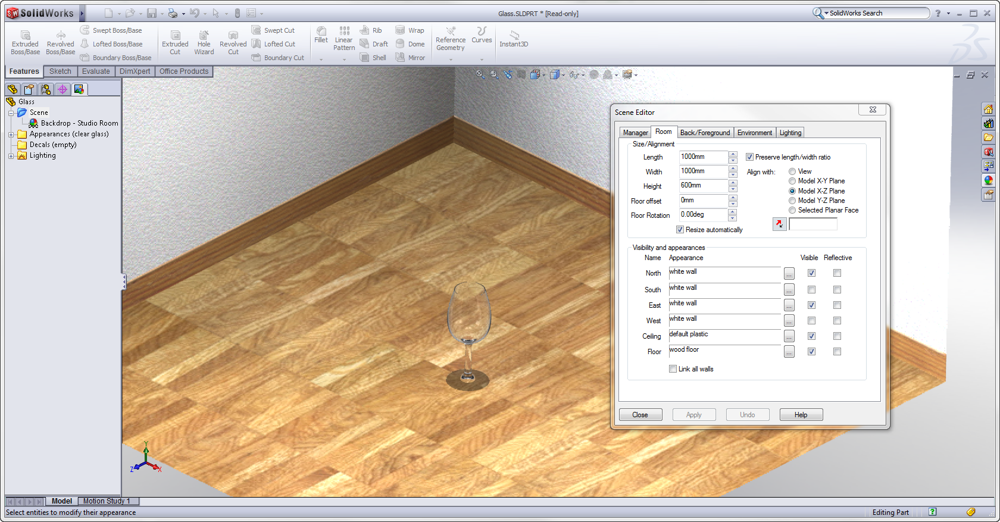 SolidWorks
Glass.SLDPRT * [Read-only]
SolidWorks Search
?
Extruded Boss/Base
Revolved Boss/Base
Swept Boss/Base
Lofted Boss/Base
Boundary Boss/Base
Extruded Cut
Hole Wizard
Revolved Cut
Swept Cut
Lofted Cut
Boundary Cut
Fillet
Linear Pattern
Rib
Draft
Shell
Wrap
Dome
Mirror
Reference Geometry
Curves
Instant3D
Features
Sketch
Evaluate
DimXpert
Office Products
Glass
Scene
Backdrop - Studio Room
Appearances (clear glass)
Decals (empty)
Lighting
Scene Editor
Manager
Room
Back/Foreground
Environment
Lighting
Size/Alignment
Length 1000mm
Width 1000mm
Height 600mm
Floor offset 0mm
Floor Rotation 0.00deg
Resize automatically
Preserve length/width ratio
Align with:
View
Model X-Y Plane
Model X-Z Plane
Model Y-Z Plane
Selected Planar Face
Visibility and appearances
Name Appearance Visible Reflective
North white wall ...
South white wall ...
East white wall ...
West white wall ...
Ceiling default plastic ...
Floor wood floor ...
Link all walls
Close
Apply
Undo
Help
Y
Z
X
Model
Motion Study 1
Select entities to modify their appearance
Editing Part
?